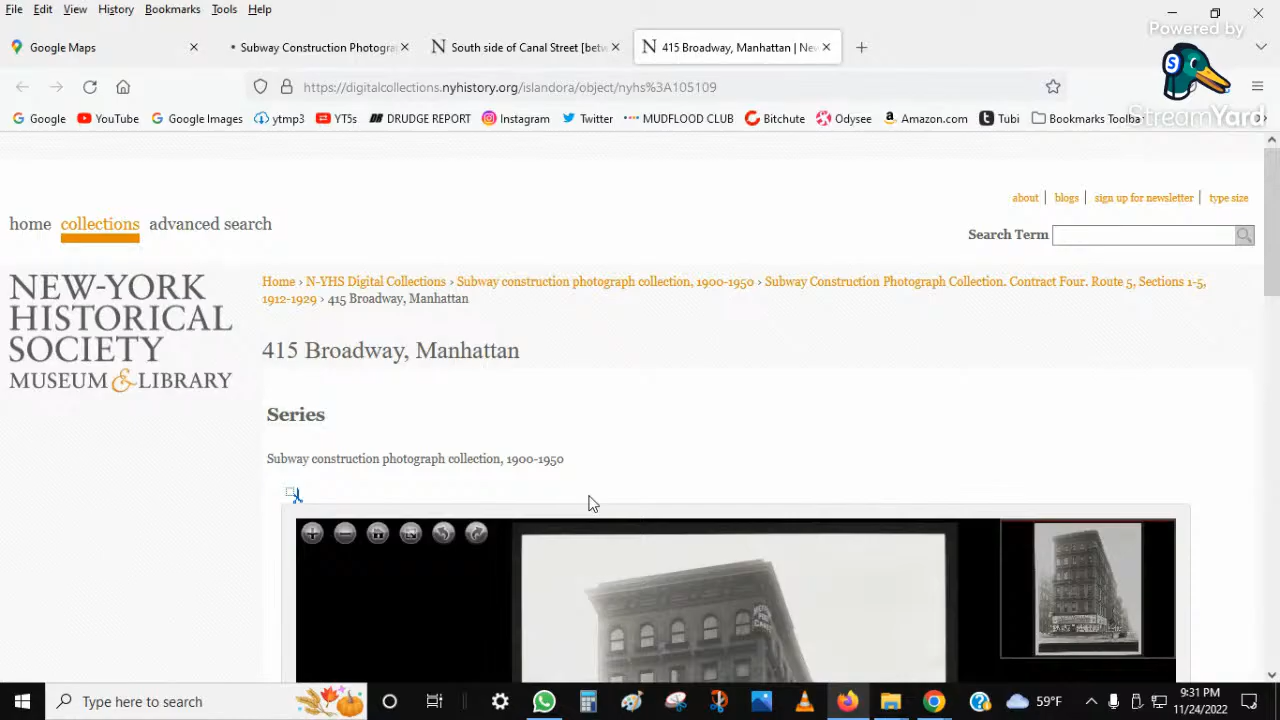 File Edit View History Bookmarks Tools Help
Powered by
StreamYard
Google Maps
Subway Construction Photogra
South side of Canal Street [betw
415 Broadway, Manhattan | Nev
https://digitalcollections.nyhistory.org/islandora/object/nyhs%3A105109
Google YouTube Google Images ytmp3 YT5s DRUDGE REPORT Instagram Twitter MUDFLOOD CLUB Bitchute Odysee Amazon.com Tubi Bookmarks Toolbar
about blogs sign up for newsletter type size
home collections advanced search
Search Term
NEW-YORK
HISTORICAL
SOCIETY
MUSEUM & LIBRARY
Home › N-YHS Digital Collections › Subway construction photograph collection, 1900-1950 › Subway Construction Photograph Collection. Contract Four. Route 5, Sections 1-5,
1912-1929 › 415 Broadway, Manhattan
415 Broadway, Manhattan
Series
Subway construction photograph collection, 1900-1950
Type here to search
59°F
9:31 PM
11/24/2022